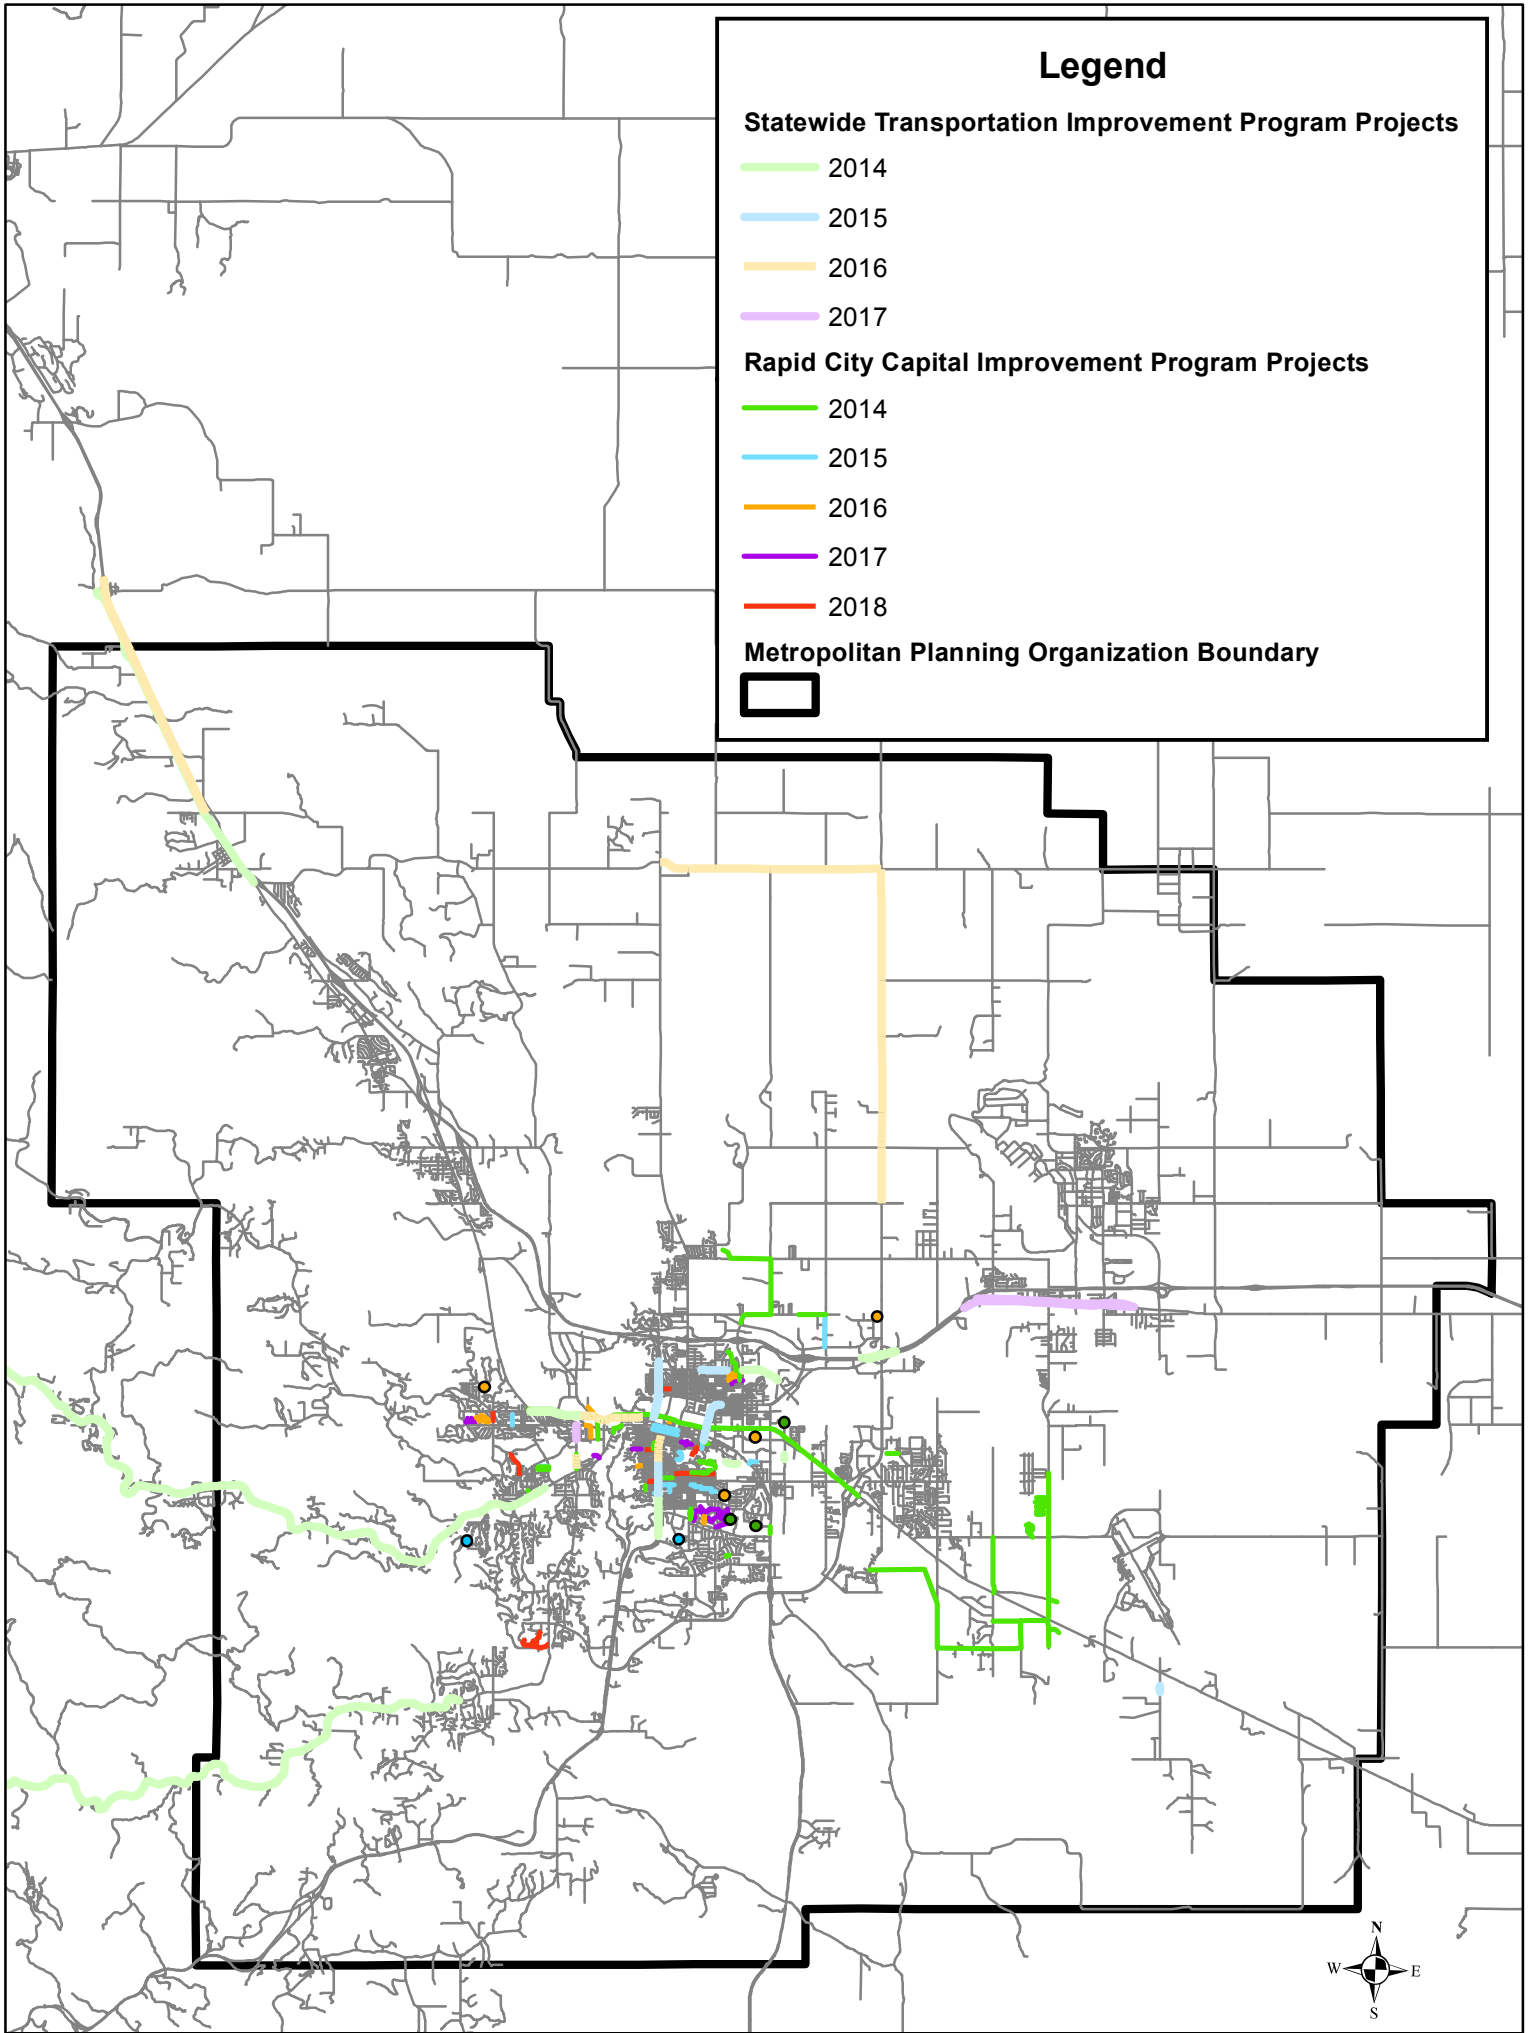 Legend
Statewide Transportation Improvement Program Projects
2014
2015
2016
2017
Rapid City Capital Improvement Program Projects
2014
2015
2016
2017
2018
Metropolitan Planning Organization Boundary
N
W E
S